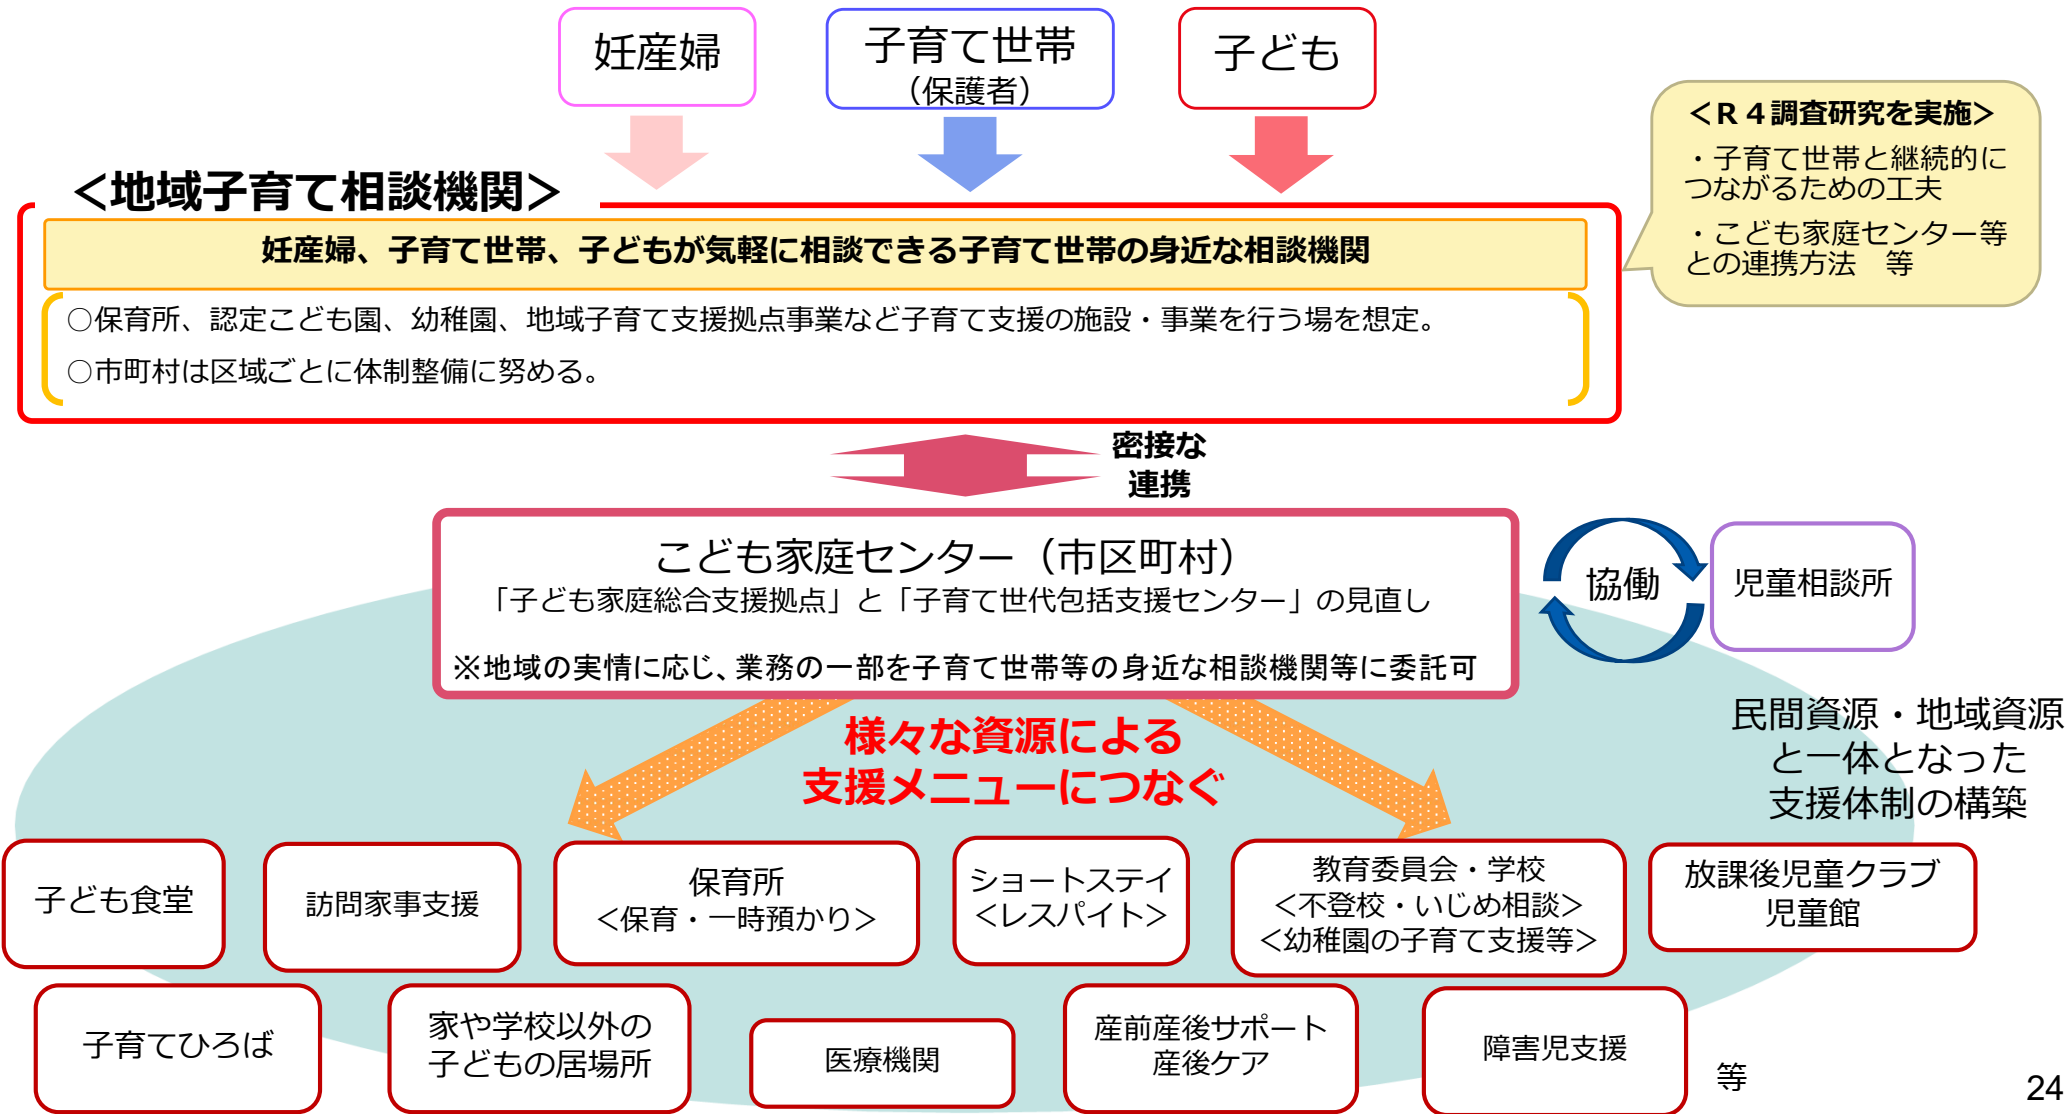 妊産婦
子育て世帯
（保護者）
子ども
＜Ｒ４調査研究を実施＞
・子育て世帯と継続的に
つながるための工夫
・こども家庭センター等
との連携方法　等
＜地域子育て相談機関＞
妊産婦、子育て世帯、子どもが気軽に相談できる子育て世帯の身近な相談機関
○保育所、認定こども園、幼稚園、地域子育て支援拠点事業など子育て支援の施設・事業を行う場を想定。
○市町村は区域ごとに体制整備に努める。
密接な
連携
こども家庭センター（市区町村）
「子ども家庭総合支援拠点」と「子育て世代包括支援センター」の見直し
※地域の実情に応じ、業務の一部を子育て世帯等の身近な相談機関等に委託可
協働
児童相談所
様々な資源による
支援メニューにつなぐ
民間資源・地域資源
と一体となった
支援体制の構築
子ども食堂
訪問家事支援
保育所
＜保育・一時預かり＞
ショートステイ
＜レスパイト＞
教育委員会・学校
＜不登校・いじめ相談＞
＜幼稚園の子育て支援等＞
放課後児童クラブ
児童館
子育てひろば
家や学校以外の
子どもの居場所
医療機関
産前産後サポート
産後ケア
障害児支援
等
24